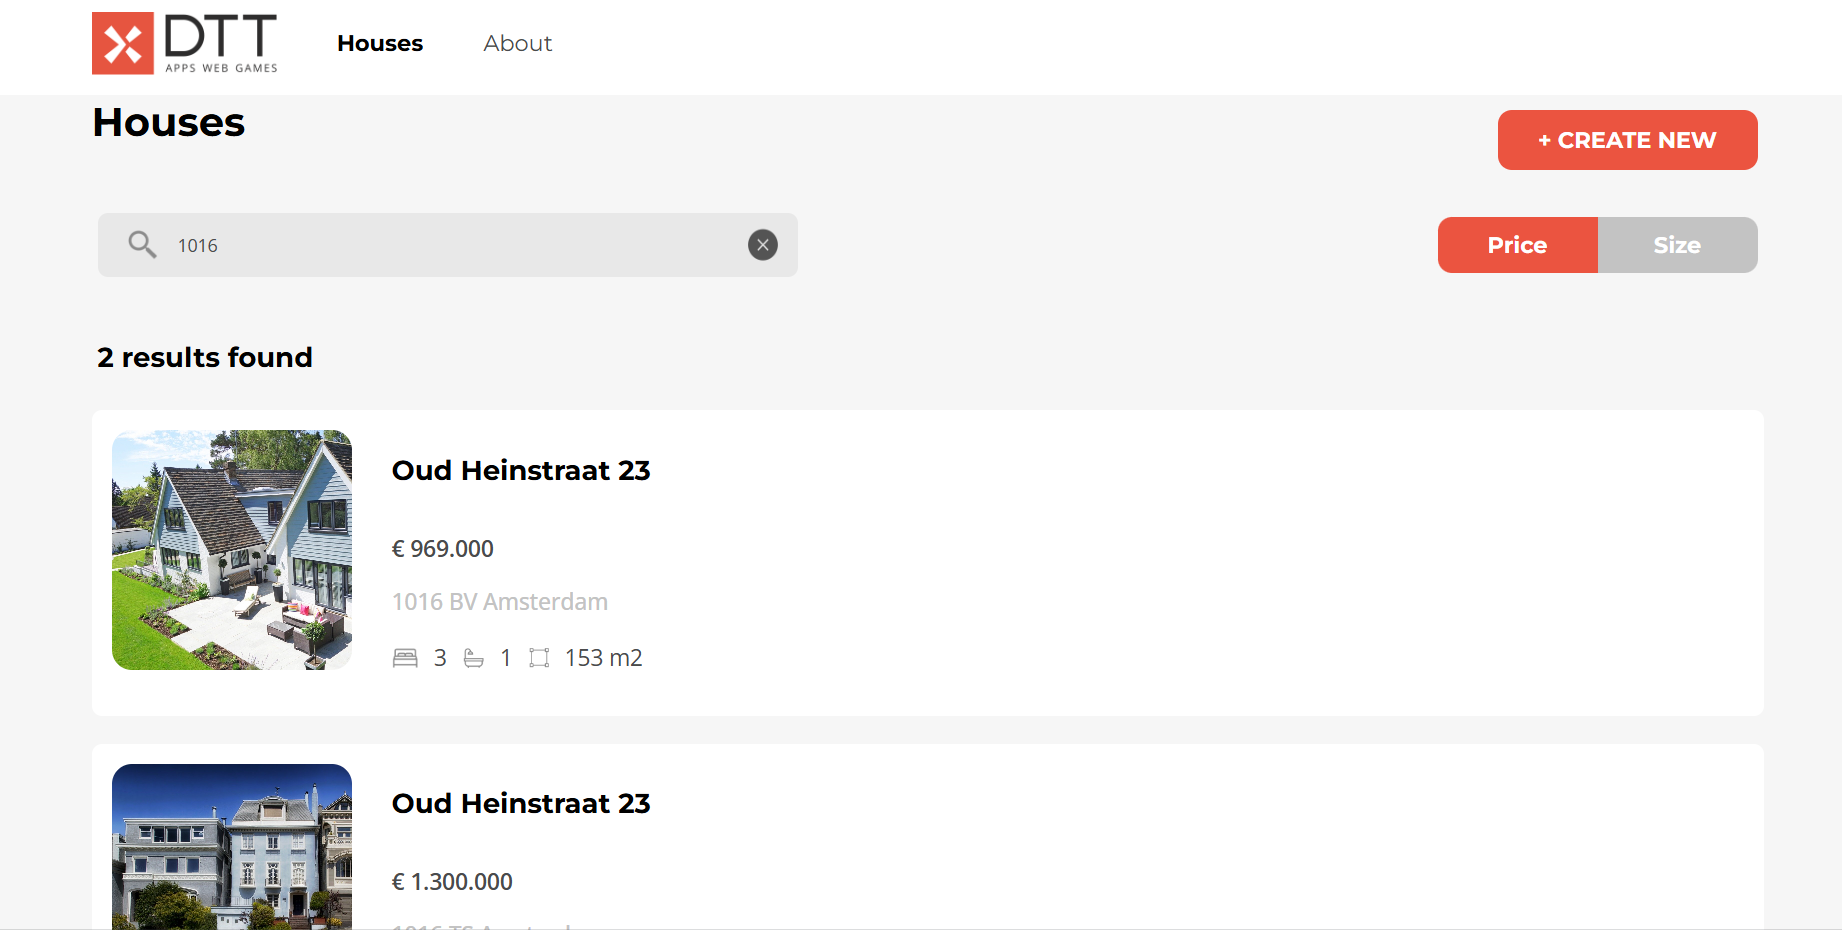 DTT
APPS WEB GAMES
Houses
About
Houses
+ CREATE NEW
1016
Price
Size
2 results found
Oud Heinstraat 23
€ 969.000
1016 BV Amsterdam
3 1 153 m2
Oud Heinstraat 23
€ 1.300.000